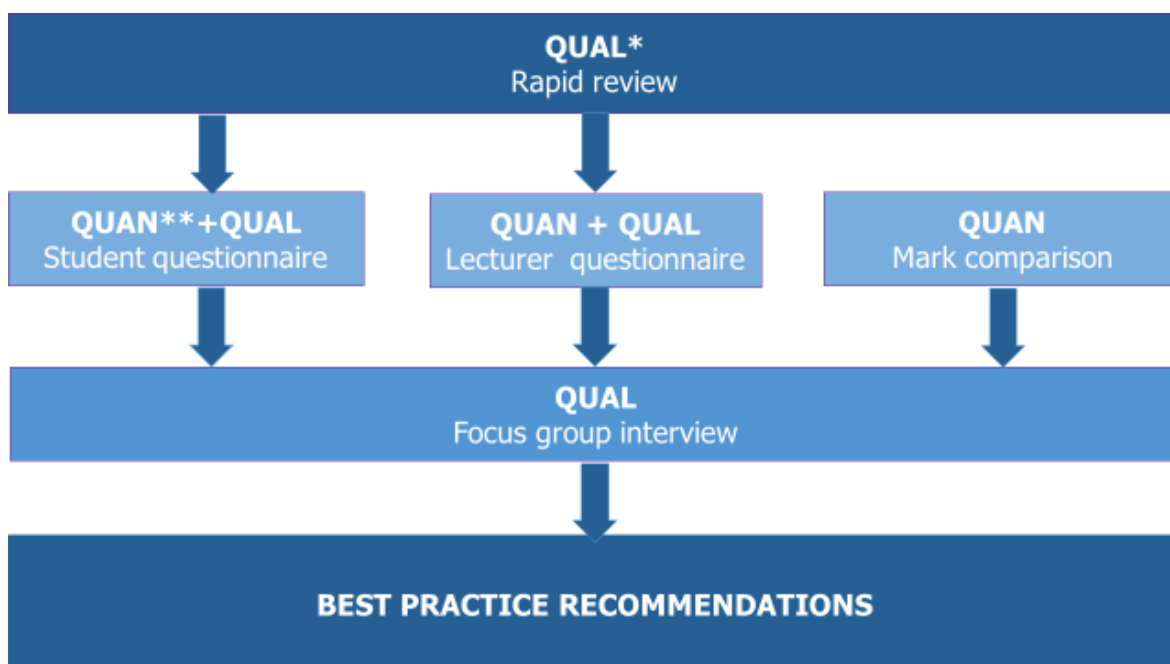 QUAL*
Rapid review
QUAN**+QUAL
Student questionnaire
QUAN + QUAL
Lecturer questionnaire
QUAN
Mark comparison
QUAL
Focus group interview
BEST PRACTICE RECOMMENDATIONS